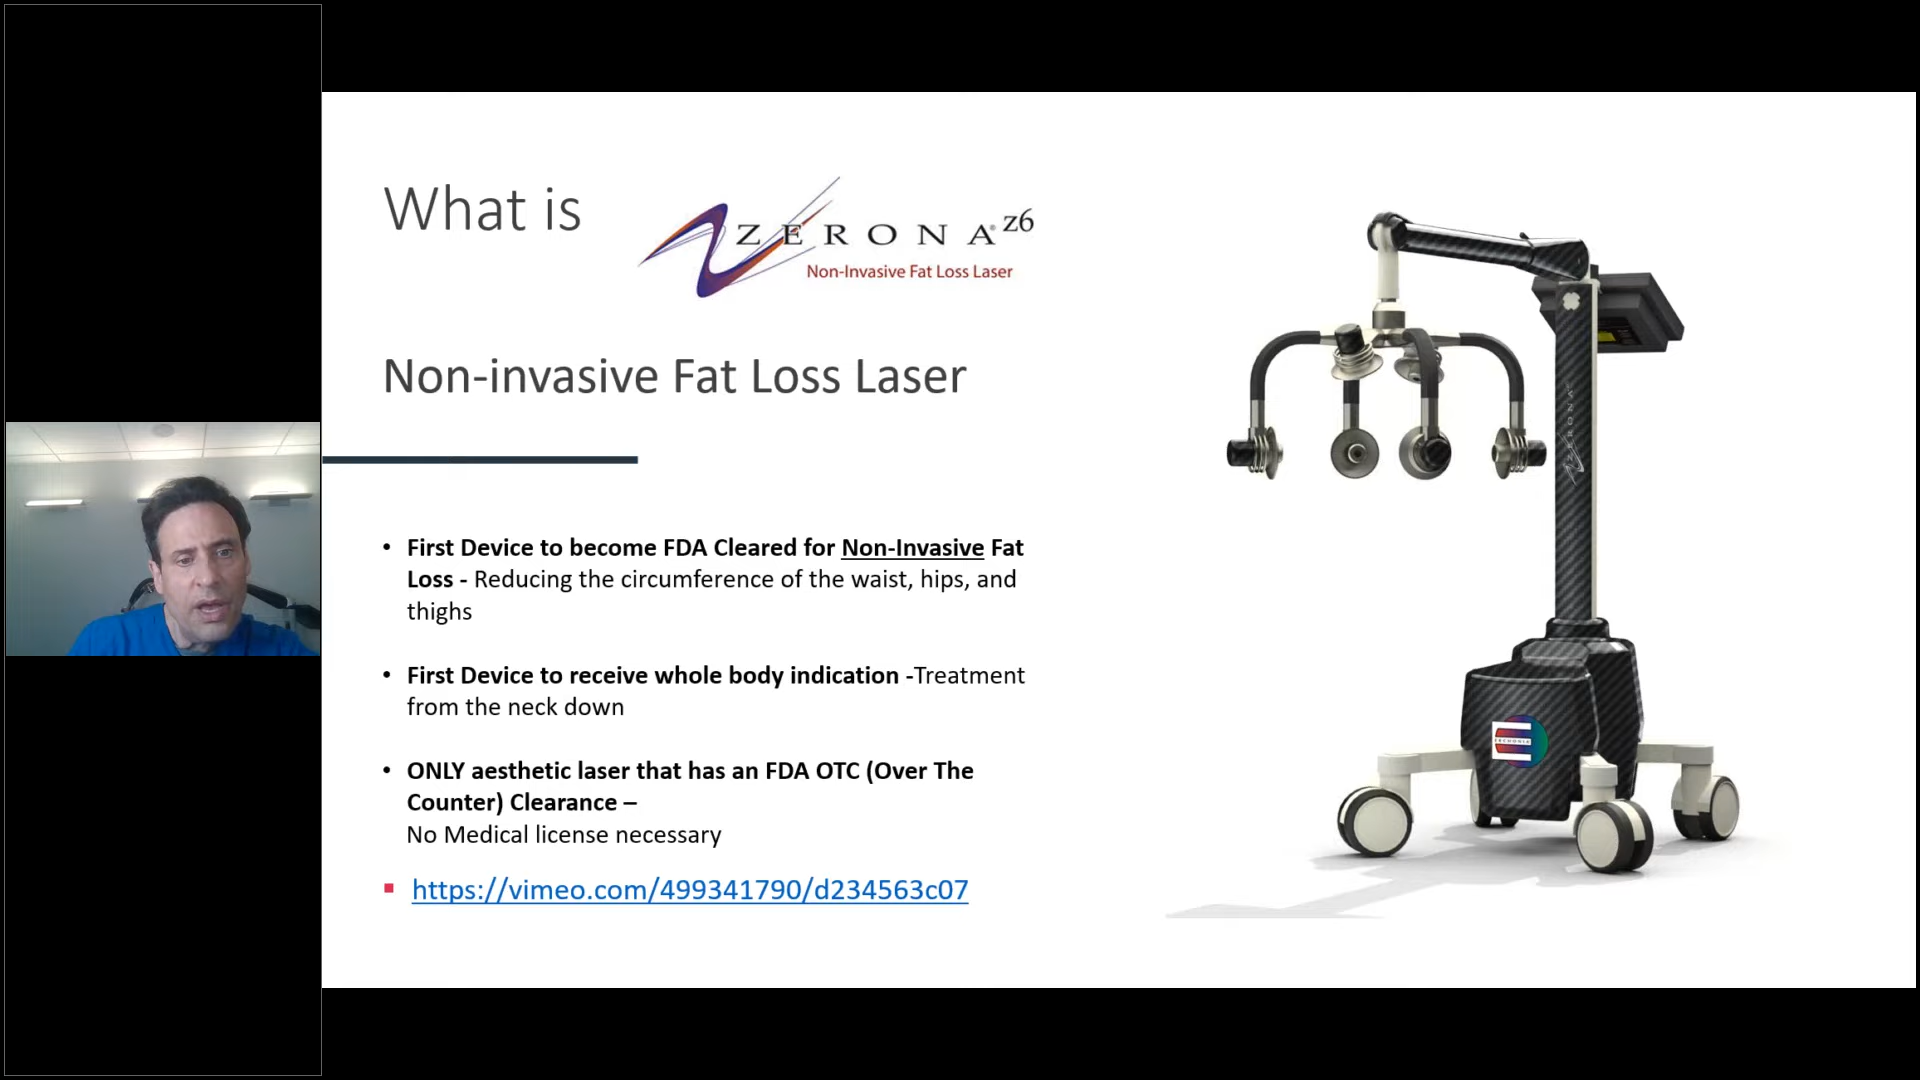 What is
ZERONA® z6
Non-Invasive Fat Loss Laser
Non-invasive Fat Loss Laser
• First Device to become FDA Cleared for Non-Invasive Fat
Loss - Reducing the circumference of the waist, hips, and
thighs
• First Device to receive whole body indication -Treatment
from the neck down
• ONLY aesthetic laser that has an FDA OTC (Over The
Counter) Clearance –
No Medical license necessary
https://vimeo.com/499341790/d234563c07
ZERONA
ERCHONIA